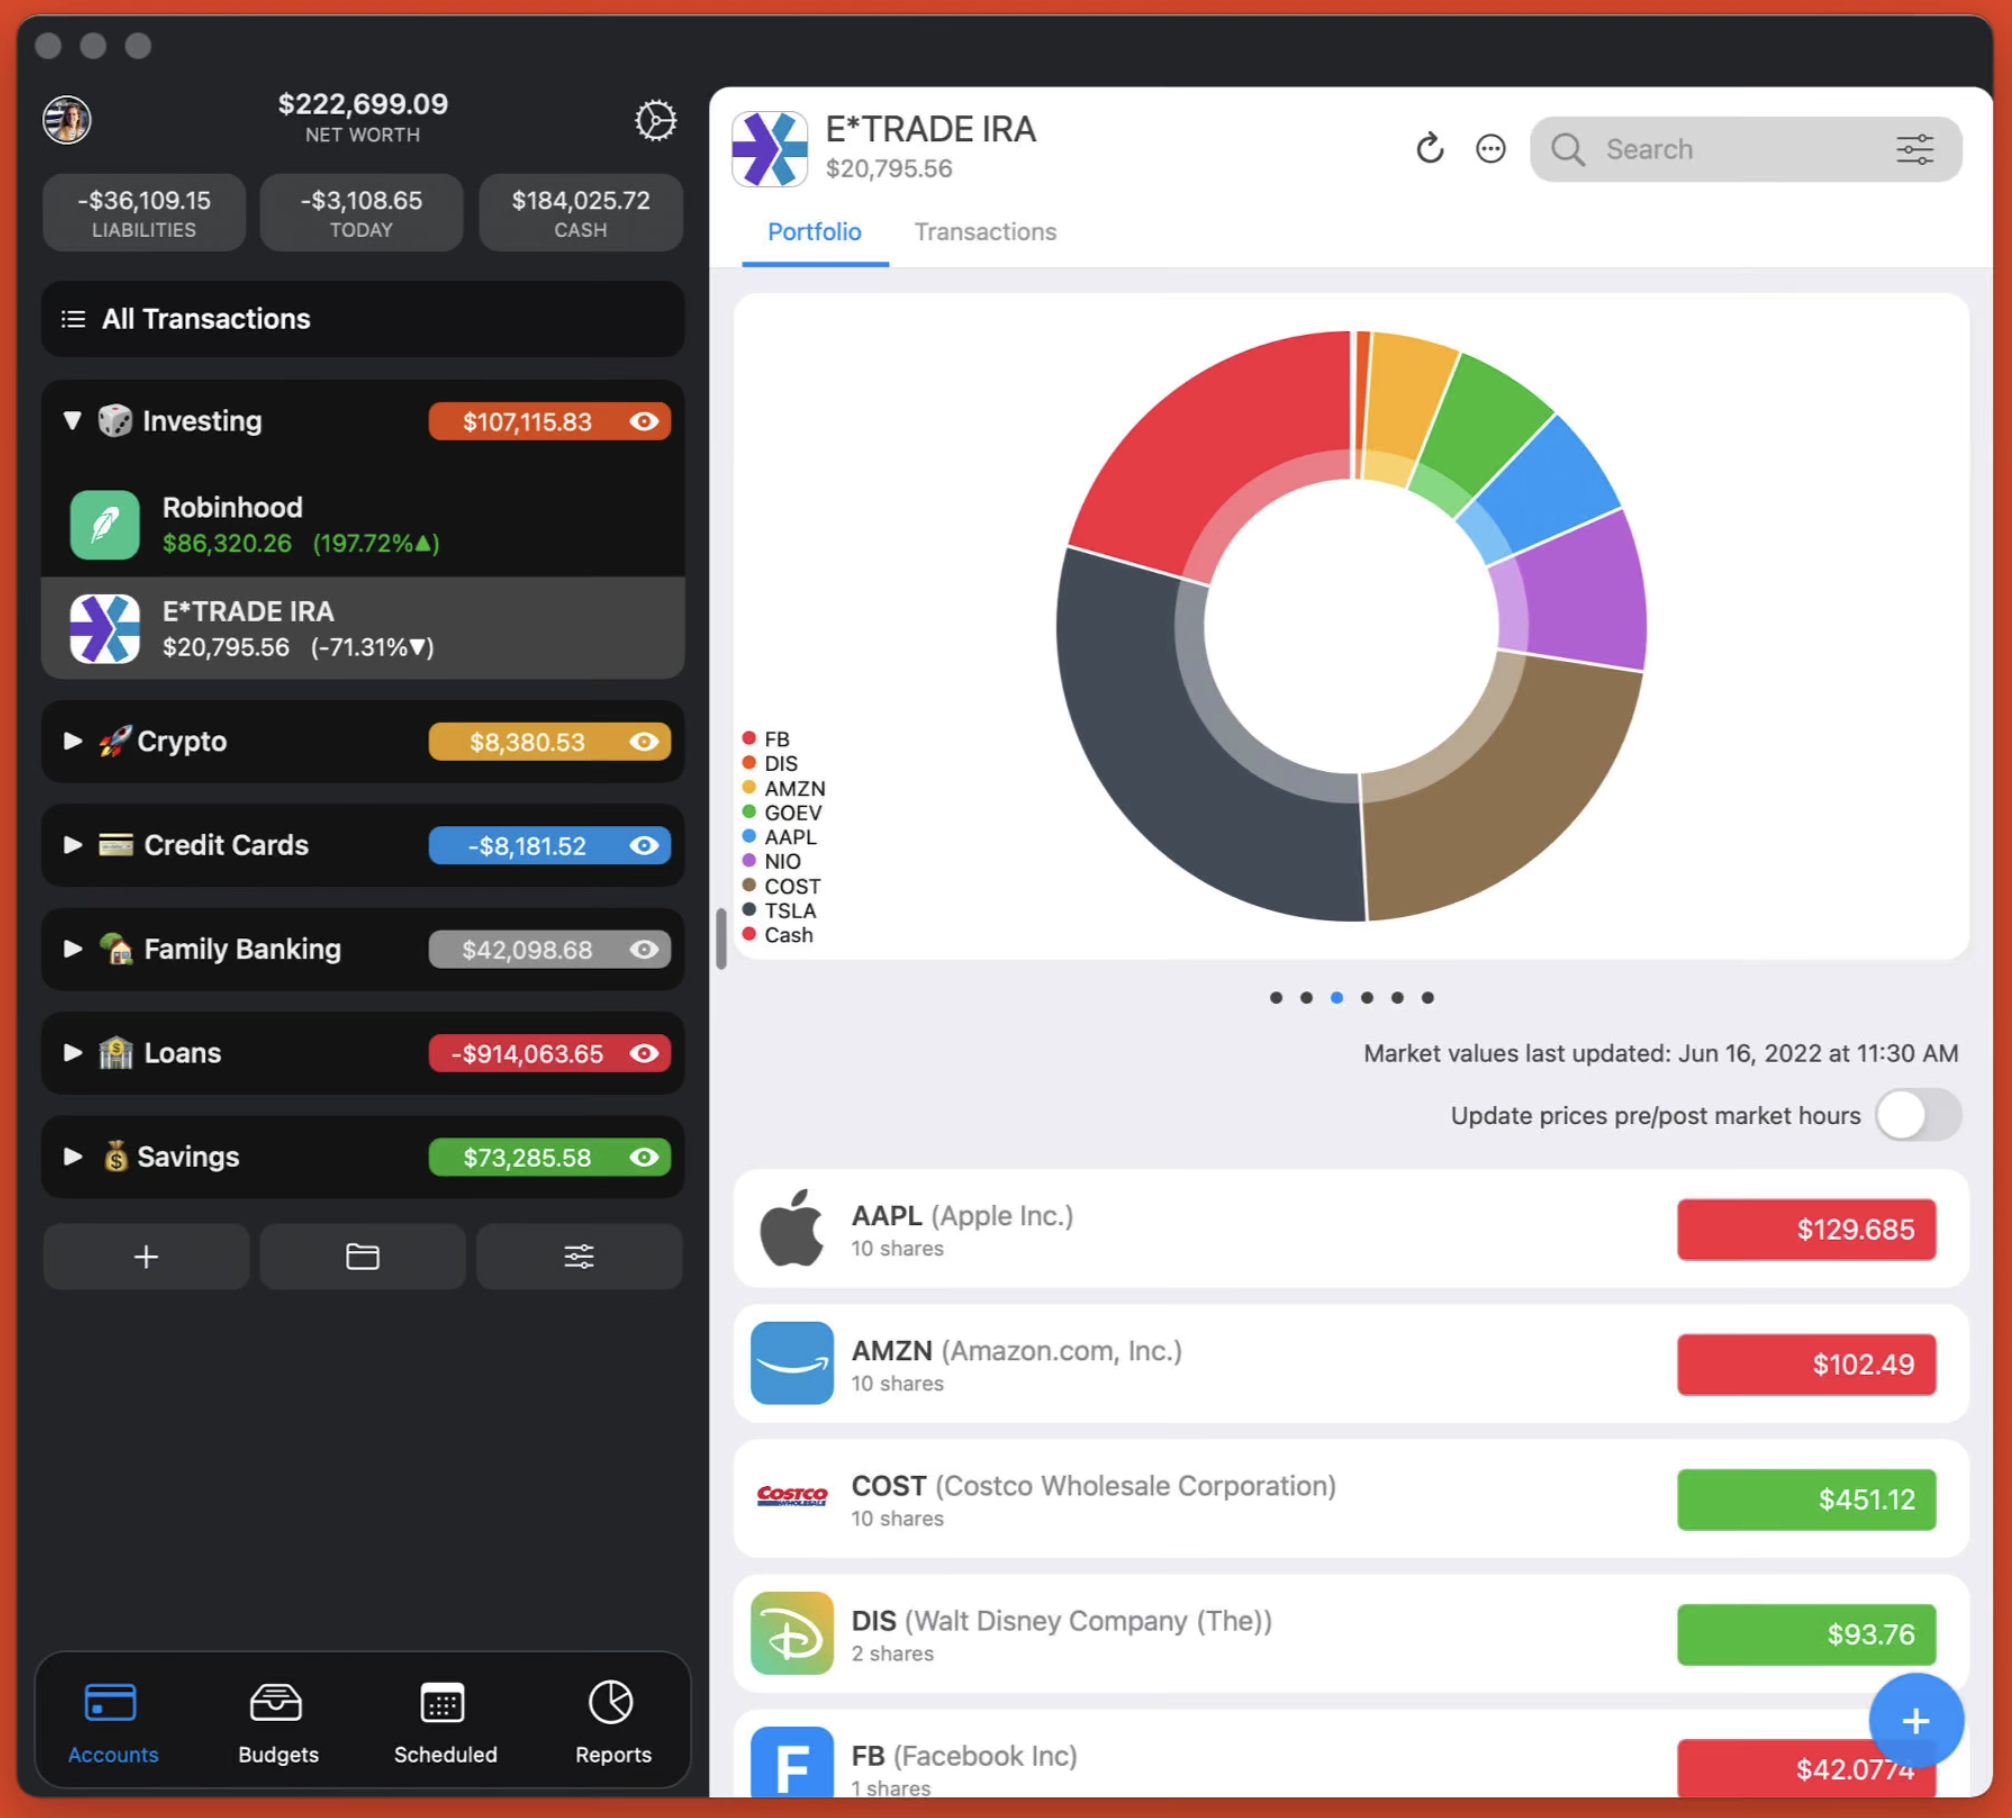 $222,699.09
NET WORTH
-$36,109.15
LIABILITIES
-$3,108.65
TODAY
$184,025.72
CASH
All Transactions
Investing
$107,115.83
Robinhood
$86,320.26 (197.72%▲)
E*TRADE IRA
$20,795.56 (-71.31%▼)
Crypto
$8,380.53
Credit Cards
-$8,181.52
Family Banking
$42,098.68
Loans
-$914,063.65
Savings
$73,285.58
Accounts
Budgets
Scheduled
Reports
E*TRADE IRA
$20,795.56
Search
Portfolio
Transactions
FB
DIS
AMZN
GOEV
AAPL
NIO
COST
TSLA
Cash
Market values last updated: Jun 16, 2022 at 11:30 AM
Update prices pre/post market hours
AAPL (Apple Inc.)
10 shares
$129.685
AMZN (Amazon.com, Inc.)
10 shares
$102.49
COSTCO
WHOLESALE
COST (Costco Wholesale Corporation)
10 shares
$451.12
DIS (Walt Disney Company (The))
2 shares
$93.76
F
FB (Facebook Inc)
1 shares
$42.0774